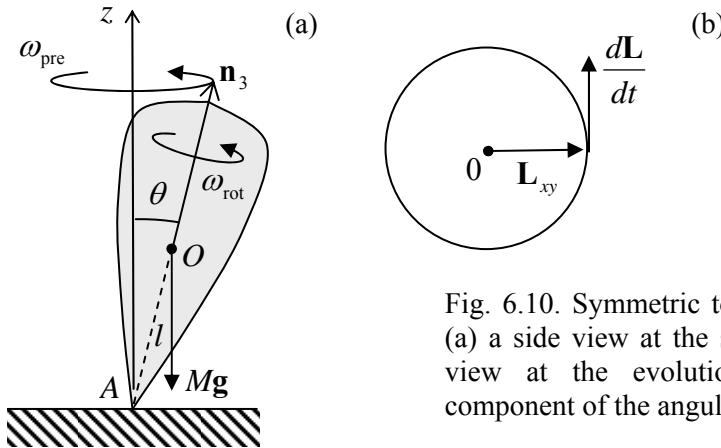 (a)
z
ω_pre
n_3
ω_rot
θ
O
l
Mg
A
(b)
dL
dt
0
L_xy
Fig. 6.10. Symmetric to
(a) a side view at the s
view at the evolutio
component of the angul